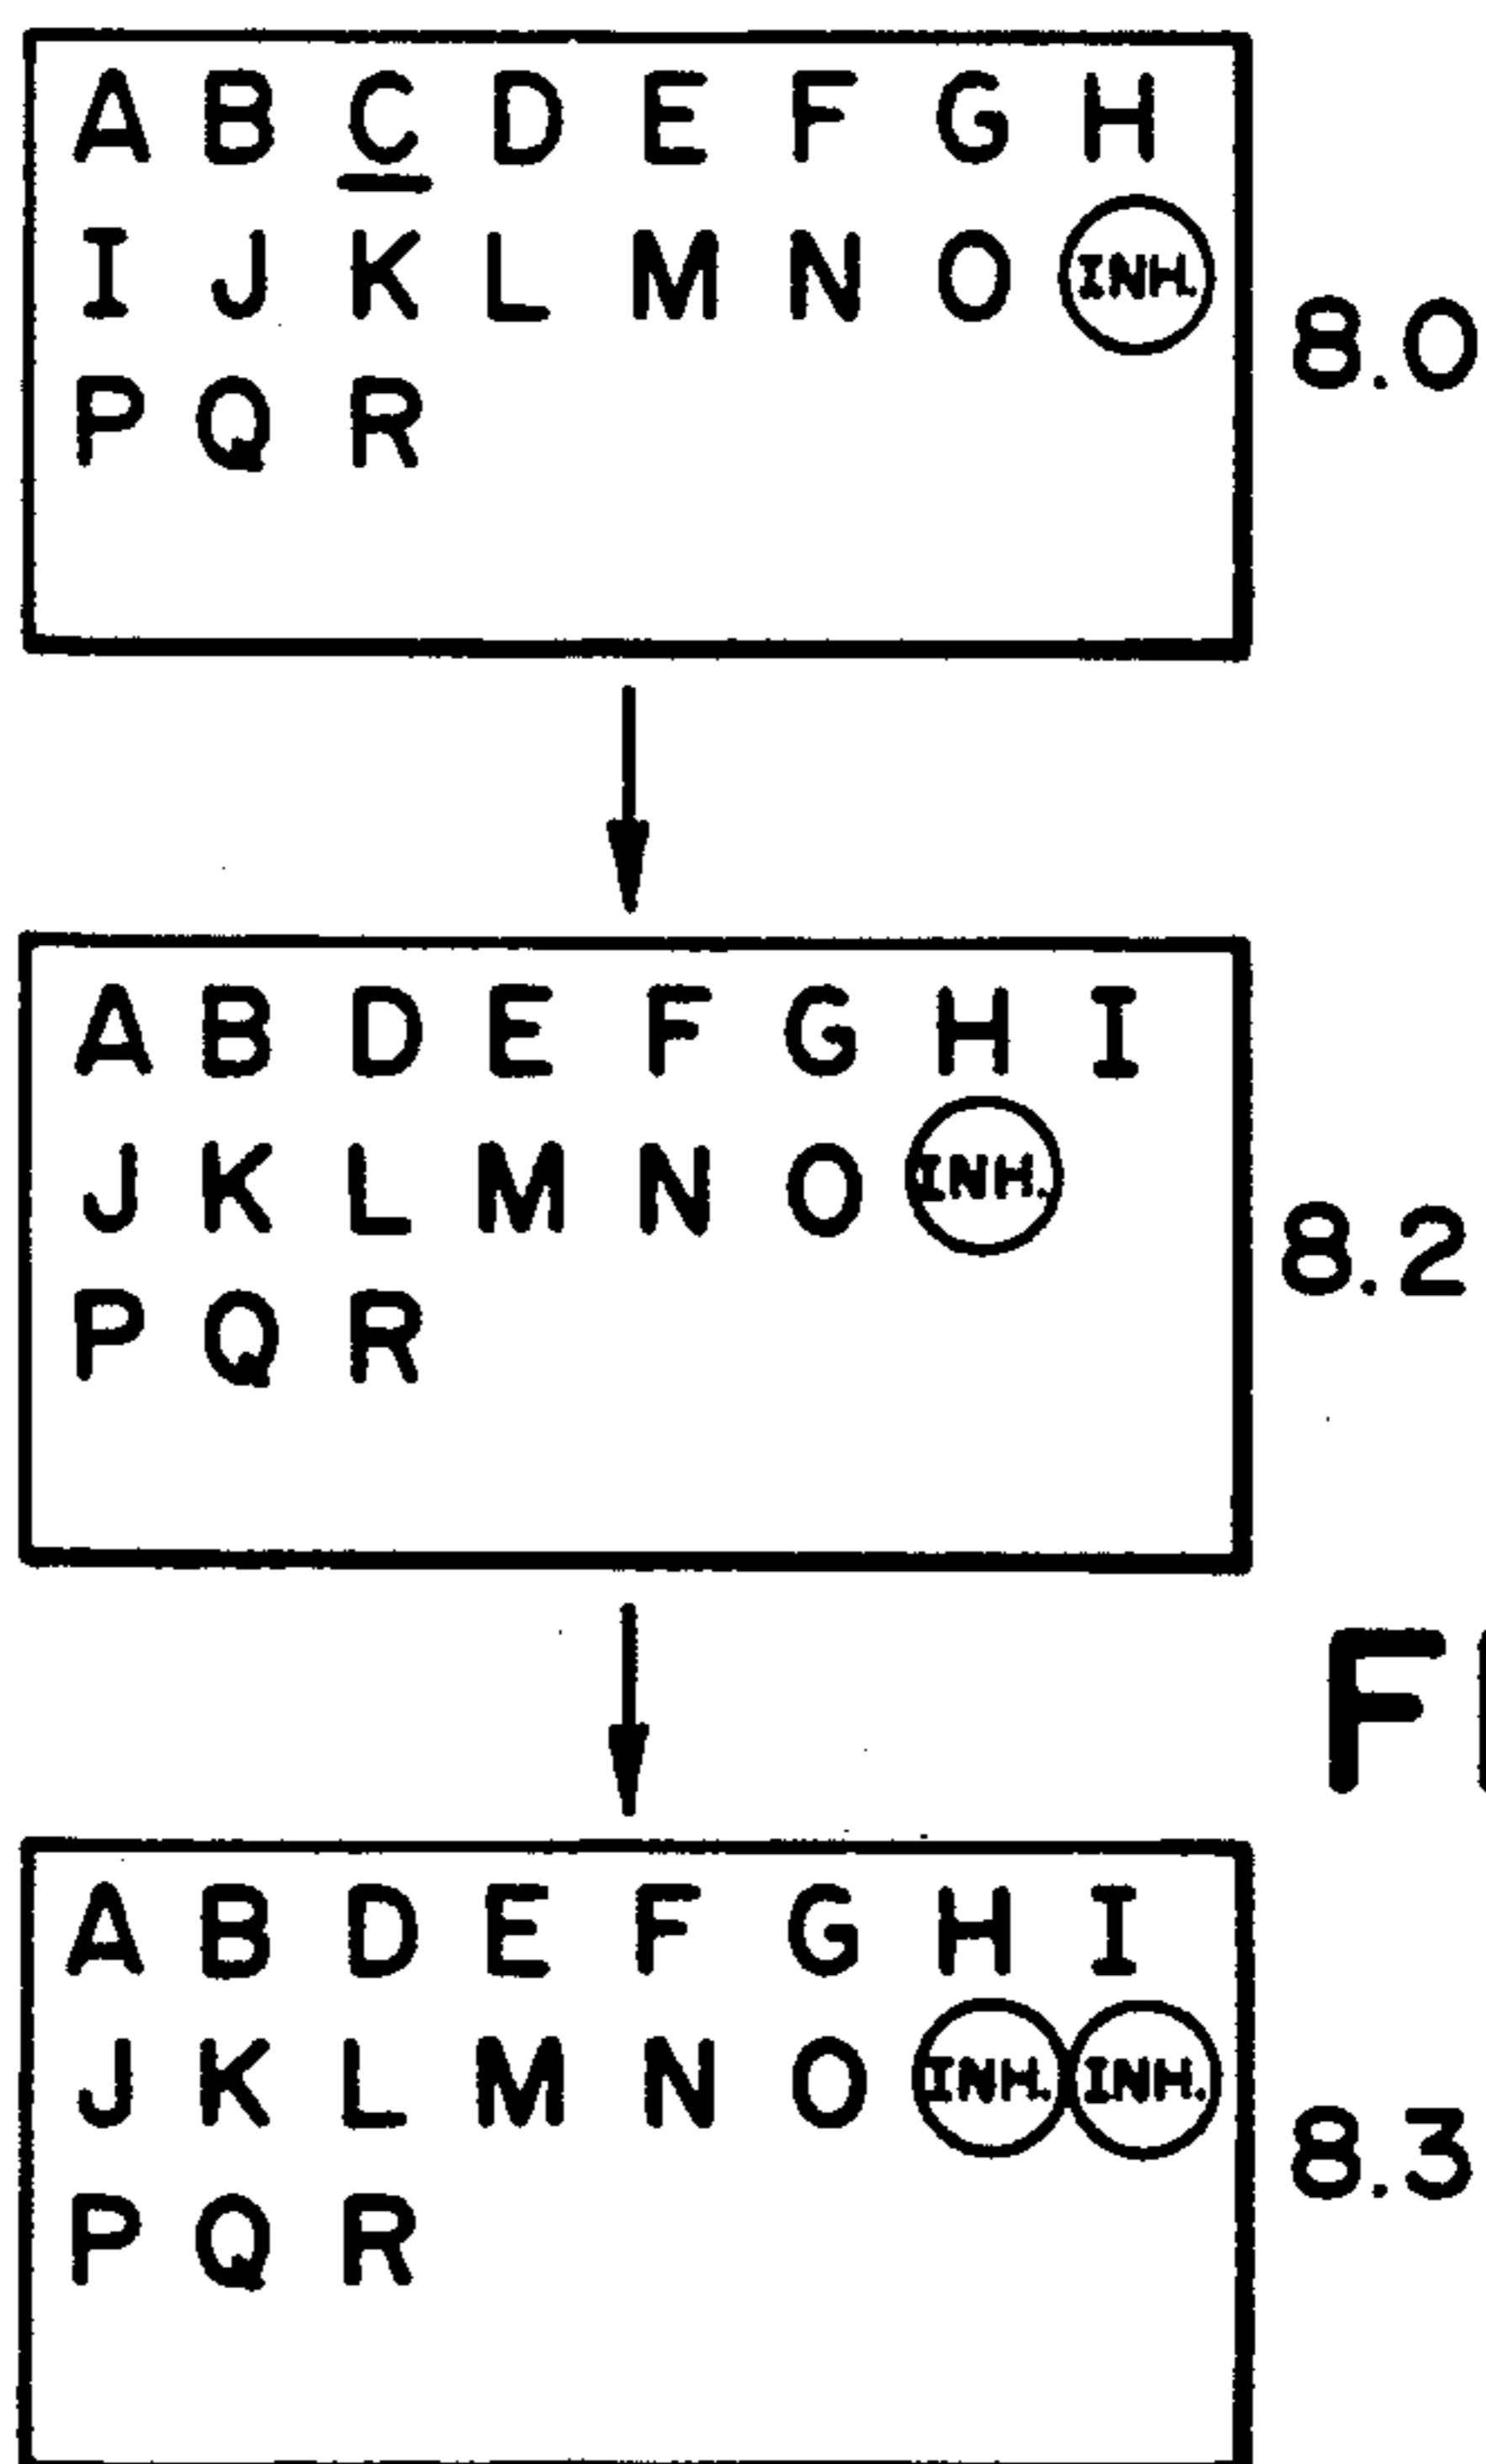 A B C D E F G H
I J K L M N O INH.
P Q R
8.0
A B D E F G H I
J K L M N O INH.
P Q R
8.2
A B D E F G H I
J K L M N O INH. INH.
P Q R
8.3